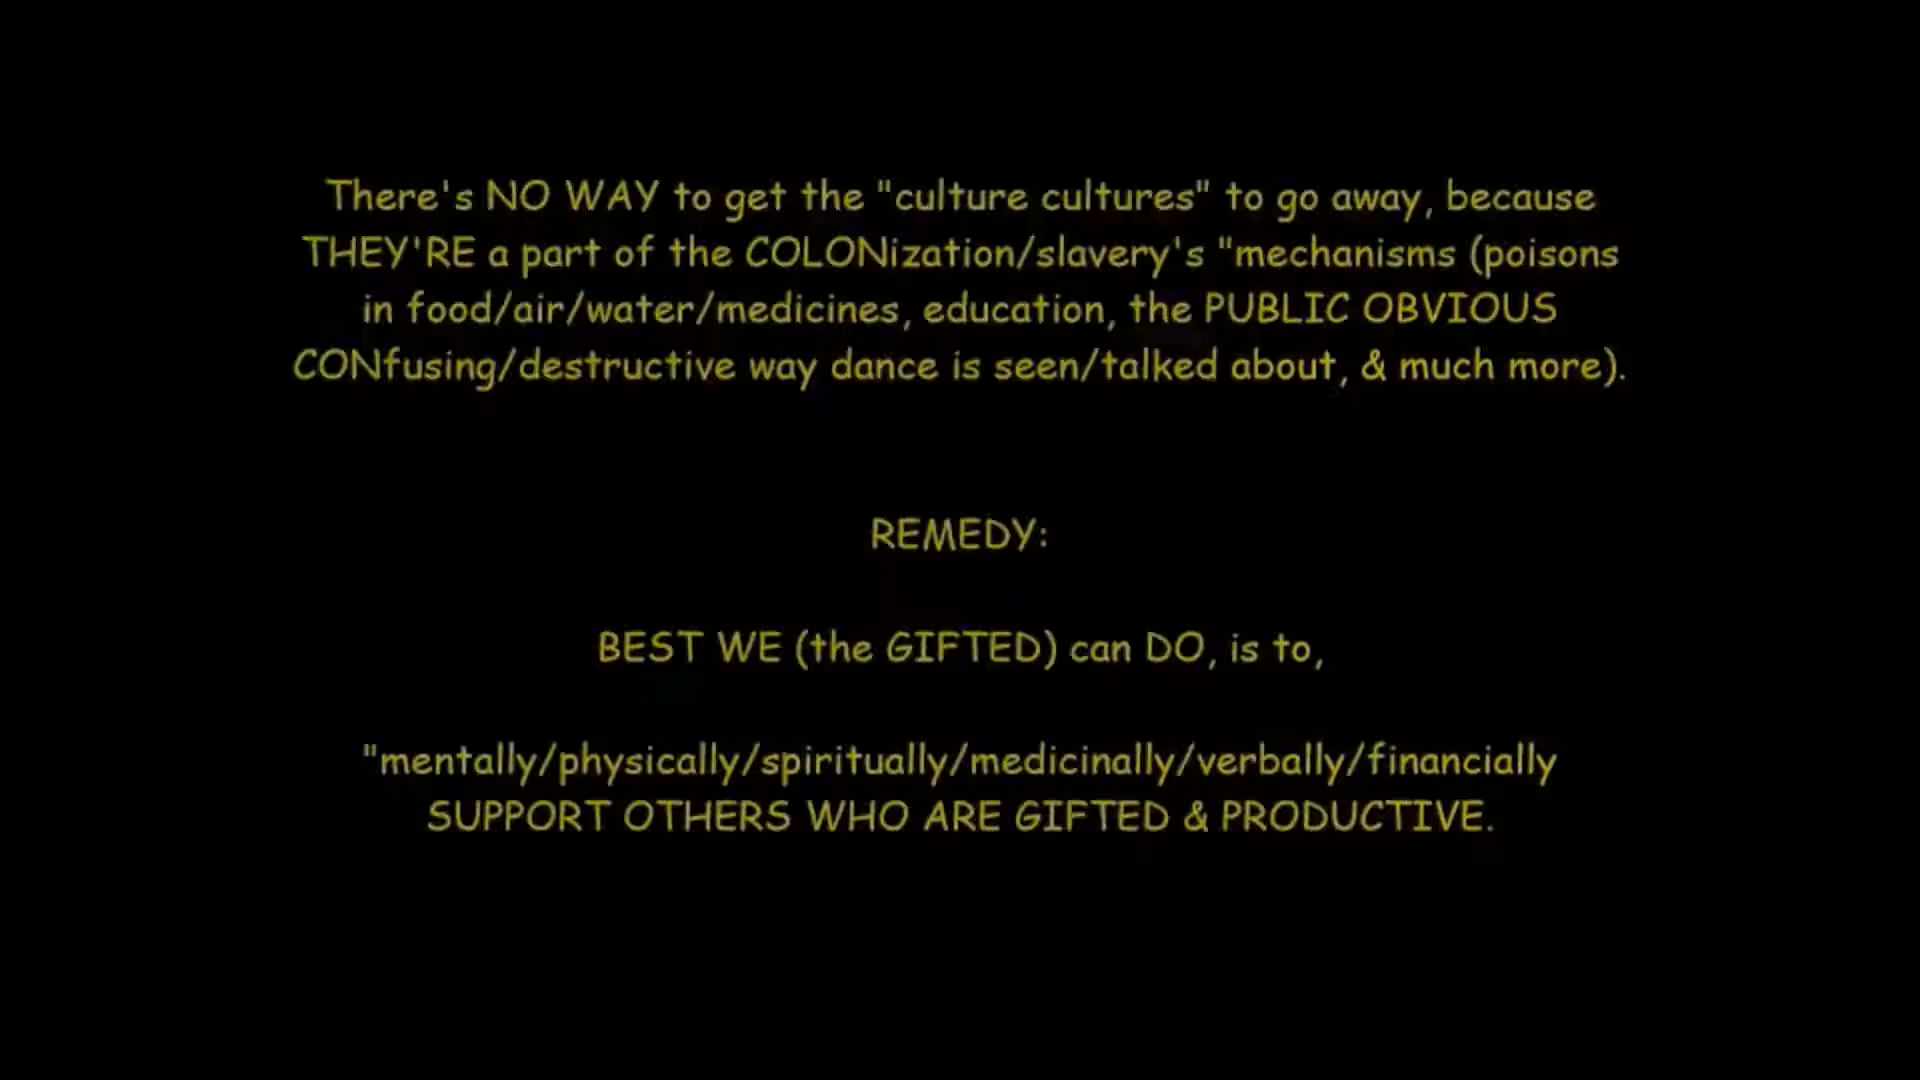 There's NO WAY to get the "culture cultures" to go away, because
THEY'RE a part of the COLONization/slavery's "mechanisms (poisons
in food/air/water/medicines, education, the PUBLIC OBVIOUS
CONfusing/destructive way dance is seen/talked about, & much more).
REMEDY:
BEST WE (the GIFTED) can DO, is to,
"mentally/physically/spiritually/medicinally/verbally/financially
SUPPORT OTHERS WHO ARE GIFTED & PRODUCTIVE.